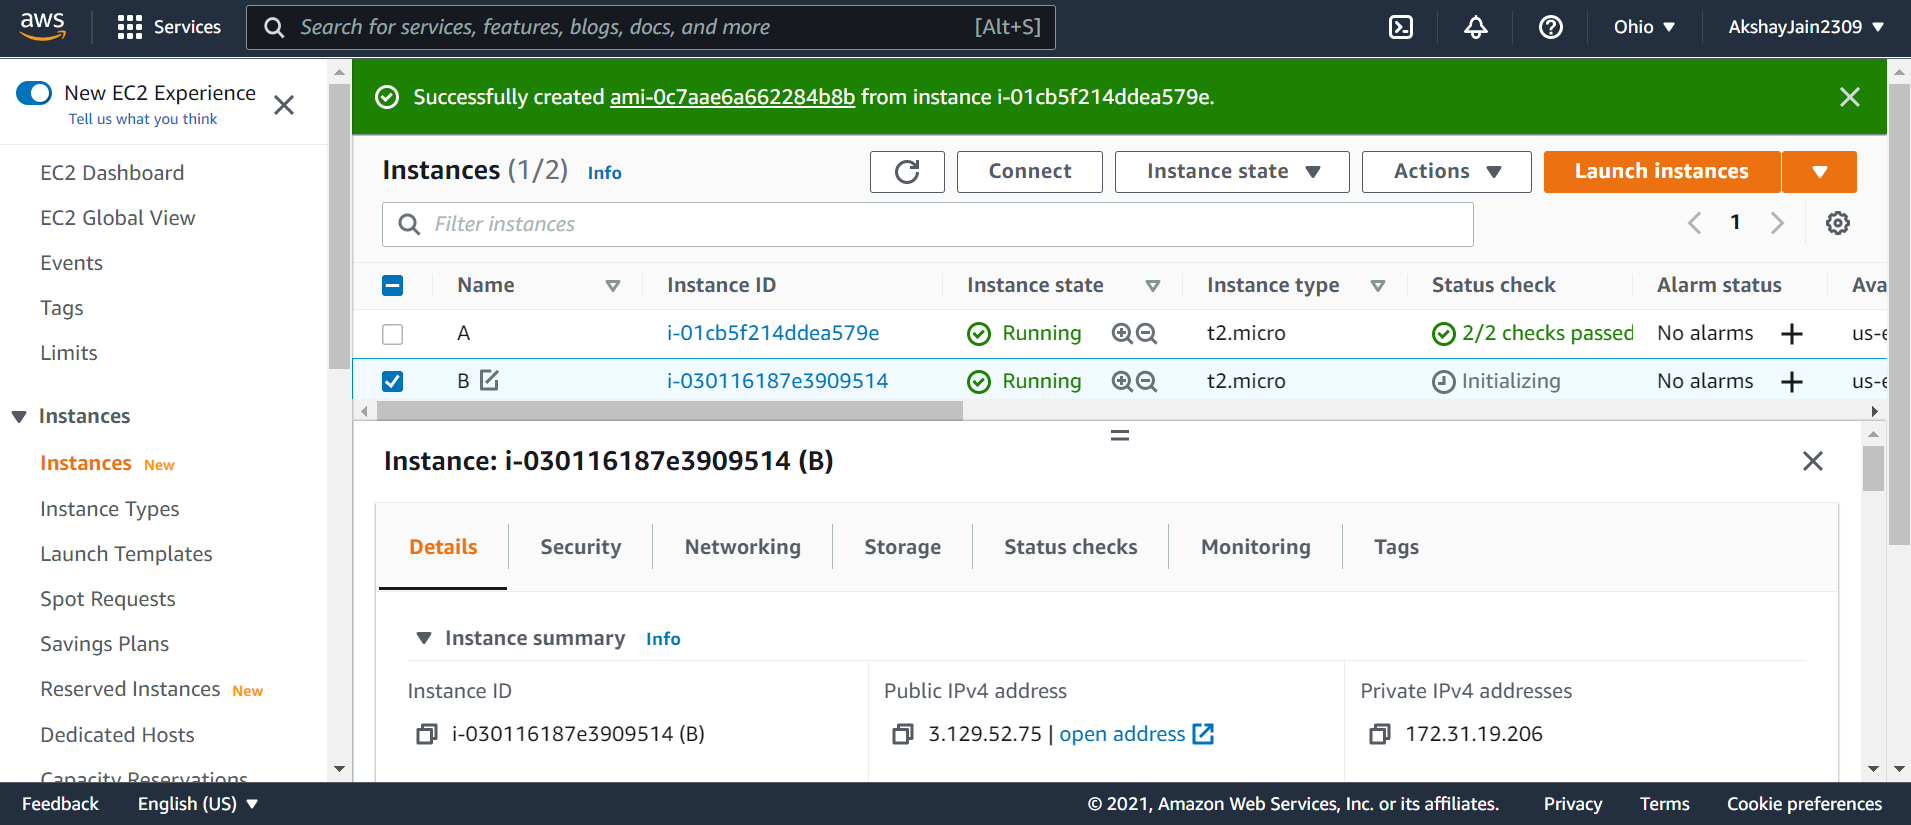 aws Services Search for services, features, blogs, docs, and more [Alt+S] Ohio AkshayJain2309
New EC2 Experience
Tell us what you think
EC2 Dashboard
EC2 Global View
Events
Tags
Limits
Instances
Instances New
Instance Types
Launch Templates
Spot Requests
Savings Plans
Reserved Instances New
Dedicated Hosts
Capacity Reservations
Successfully created ami-0c7aae6a662284b8b from instance i-01cb5f214ddea579e.
Instances (1/2) Info Connect Instance state Actions Launch instances
Filter instances 1
Name Instance ID Instance state Instance type Status check Alarm status Ava
A i-01cb5f214ddea579e Running t2.micro 2/2 checks passed No alarms us-e
B i-030116187e3909514 Running t2.micro Initializing No alarms us-e
Instance: i-030116187e3909514 (B)
Details Security Networking Storage Status checks Monitoring Tags
Instance summary Info
Instance ID Public IPv4 address Private IPv4 addresses
i-030116187e3909514 (B) 3.129.52.75 | open address 172.31.19.206
Feedback English (US) © 2021, Amazon Web Services, Inc. or its affiliates. Privacy Terms Cookie preferences